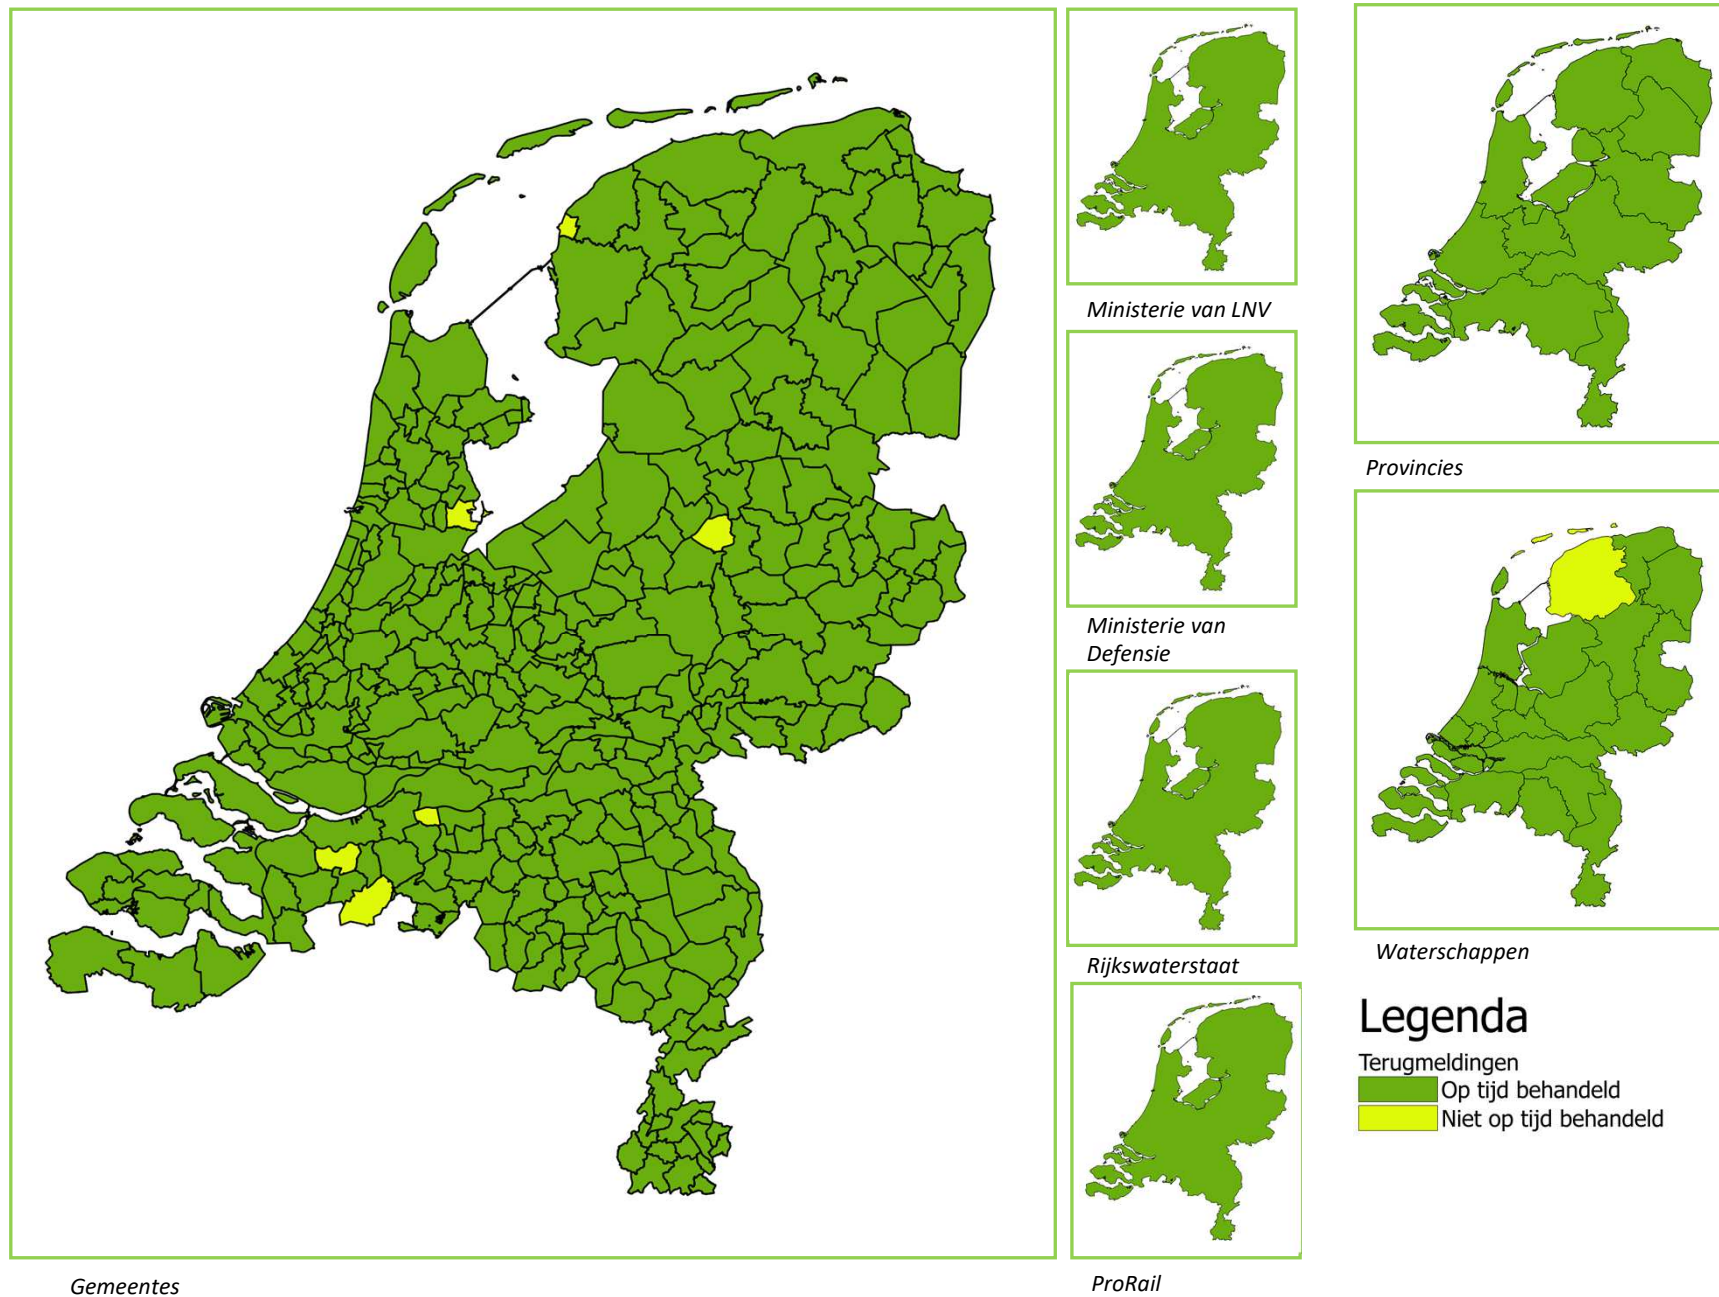 Ministerie van LNV
Provincies
Ministerie van
Defensie
Waterschappen
Rijkswaterstaat
Legenda
Terugmeldingen
Op tijd behandeld
Niet op tijd behandeld
Gemeentes
ProRail